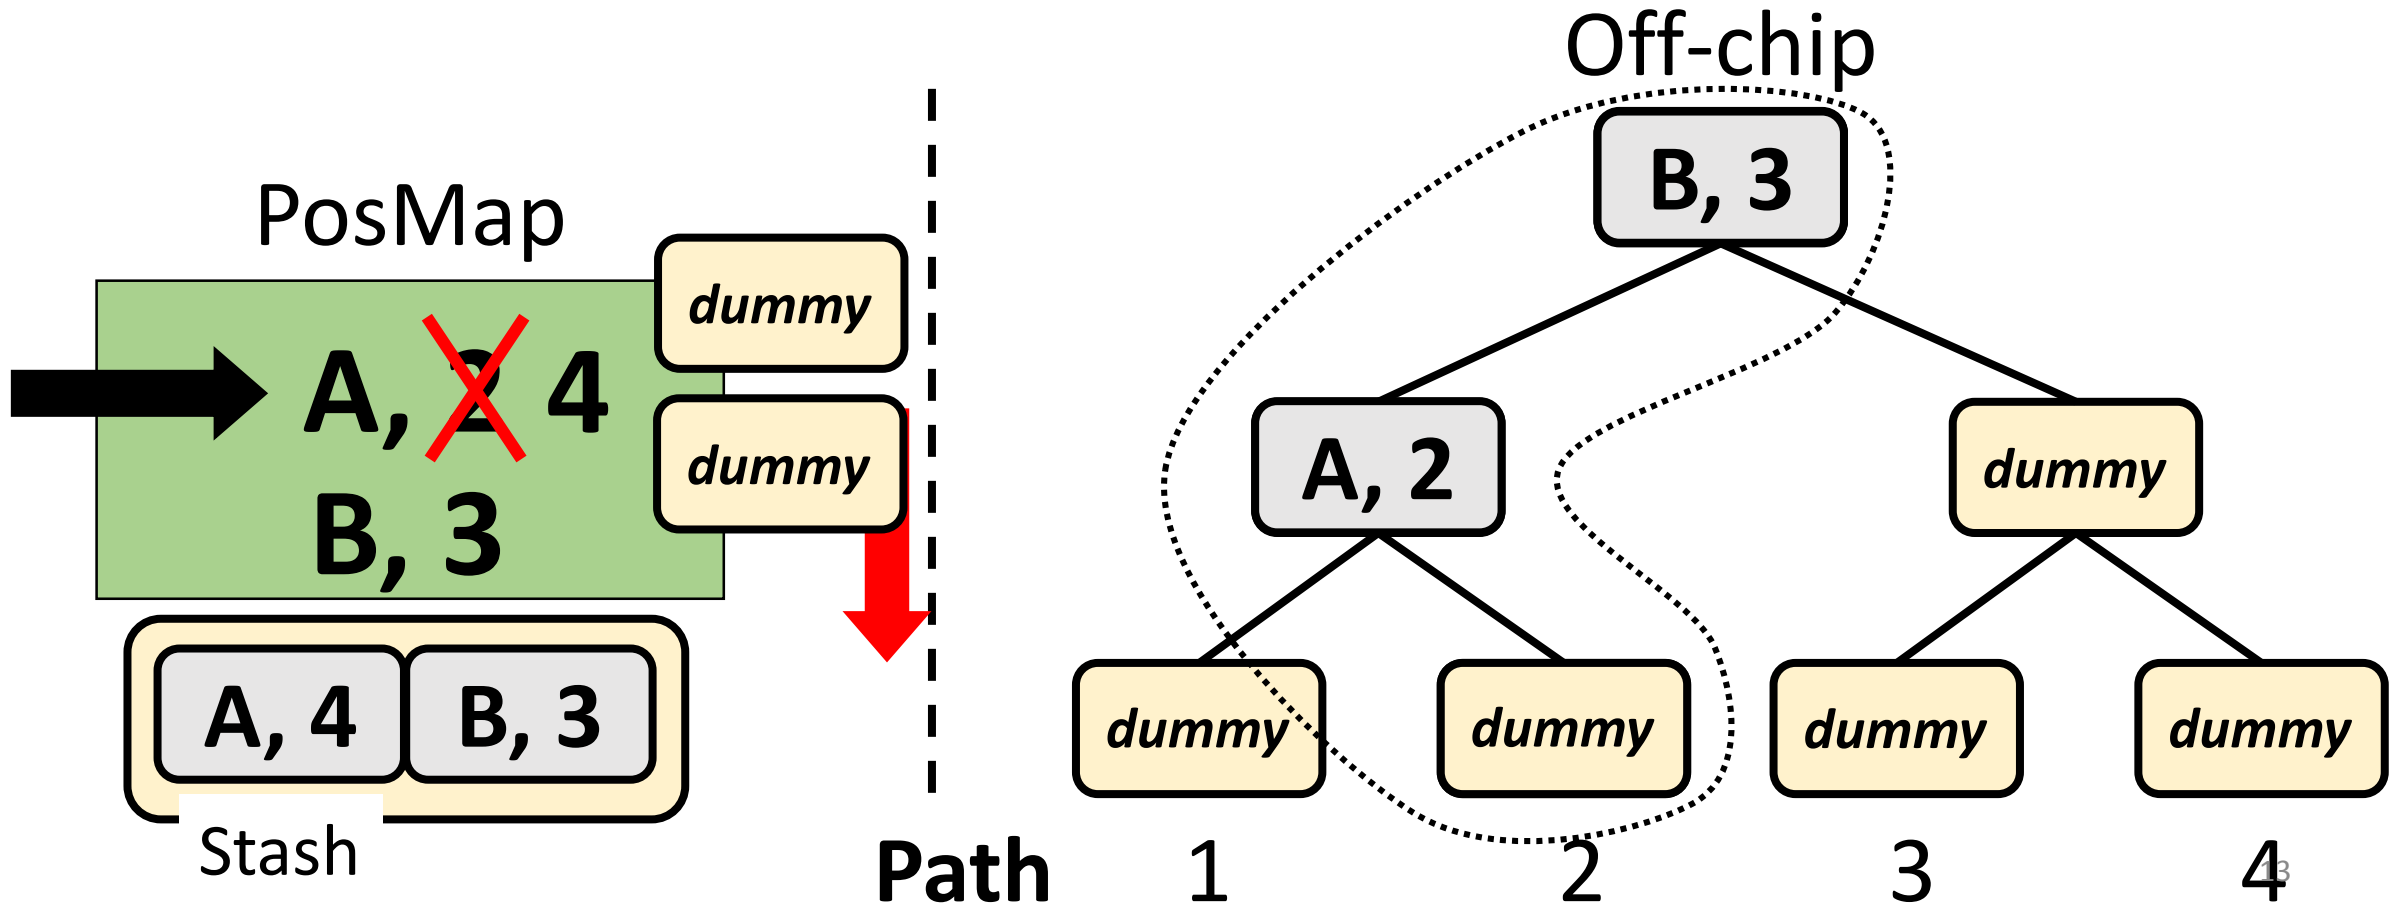 Off-chip
B, 3
PosMap
dummy
A, 2 4
dummy
B, 3
A, 2
dummy
A, 4
B, 3
dummy
dummy
dummy
dummy
Stash
Path 1 2 3 4
13